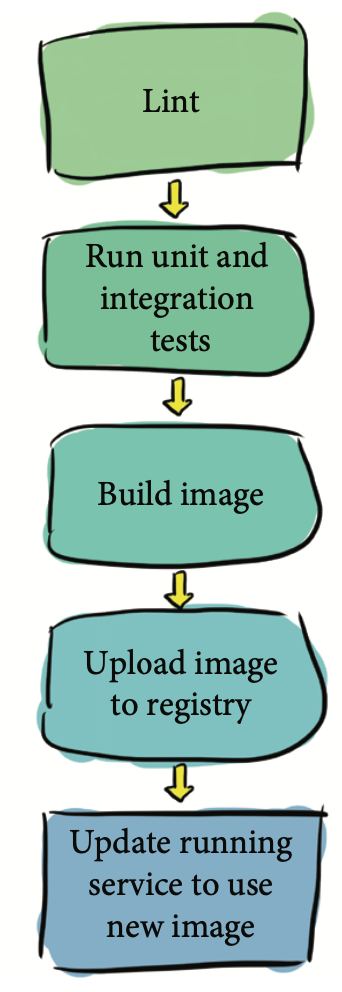 Lint
Run unit and
integration
tests
Build image
Upload image
to registry
Update running
service to use
new image